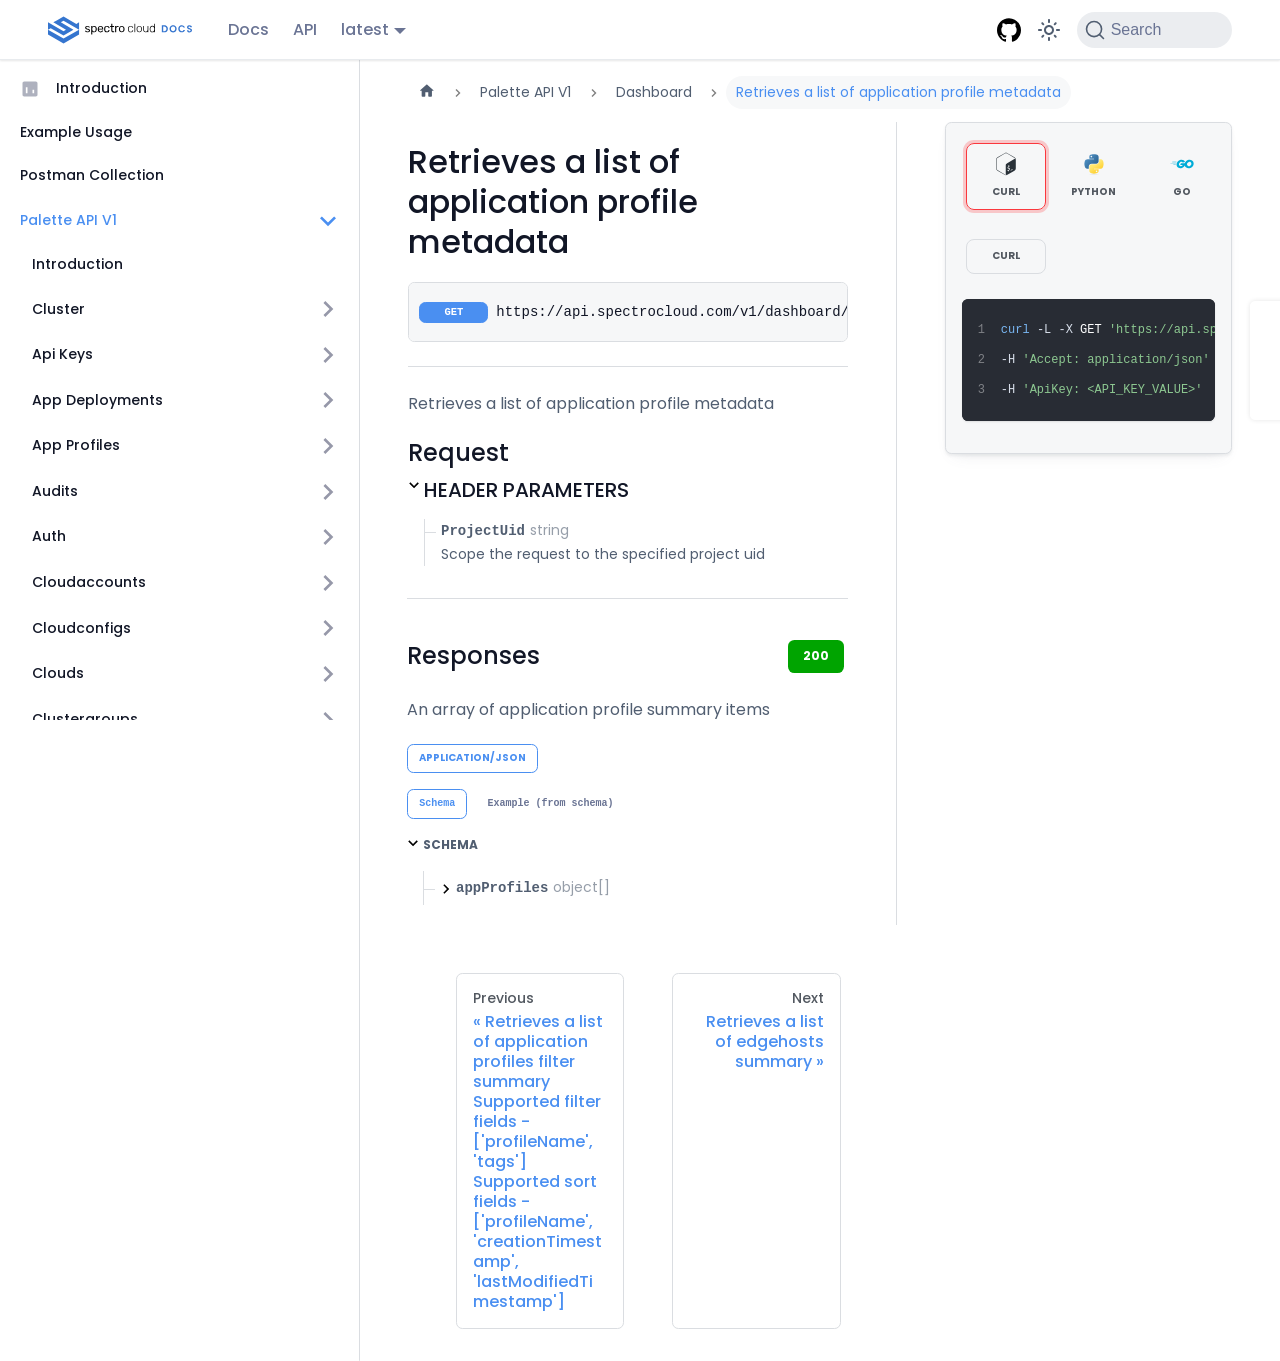 spectro cloud DOCS
Docs
API
latest
Search
Introduction
Example Usage
Postman Collection
Palette API V1
Introduction
Cluster
Api Keys
App Deployments
App Profiles
Audits
Auth
Cloudaccounts
Cloudconfigs
Clouds
Clustergroups
Palette API V1
Dashboard
Retrieves a list of application profile metadata
Retrieves a list of
application profile
metadata
GET https://api.spectrocloud.com/v1/dashboard/
Retrieves a list of application profile metadata
Request
HEADER PARAMETERS
ProjectUid string
Scope the request to the specified project uid
Responses
200
An array of application profile summary items
APPLICATION/JSON
Schema
Example (from schema)
SCHEMA
appProfiles object[]
CURL
PYTHON
GO
CURL
1 curl -L -X GET 'https://api.sp
2 -H 'Accept: application/json'
3 -H 'ApiKey: <API_KEY_VALUE>'
Previous
« Retrieves a list
of application
profiles filter
summary
Supported filter
fields -
['profileName',
'tags']
Supported sort
fields -
['profileName',
'creationTimest
amp',
'lastModifiedTi
mestamp']
Next
Retrieves a list
of edgehosts
summary »